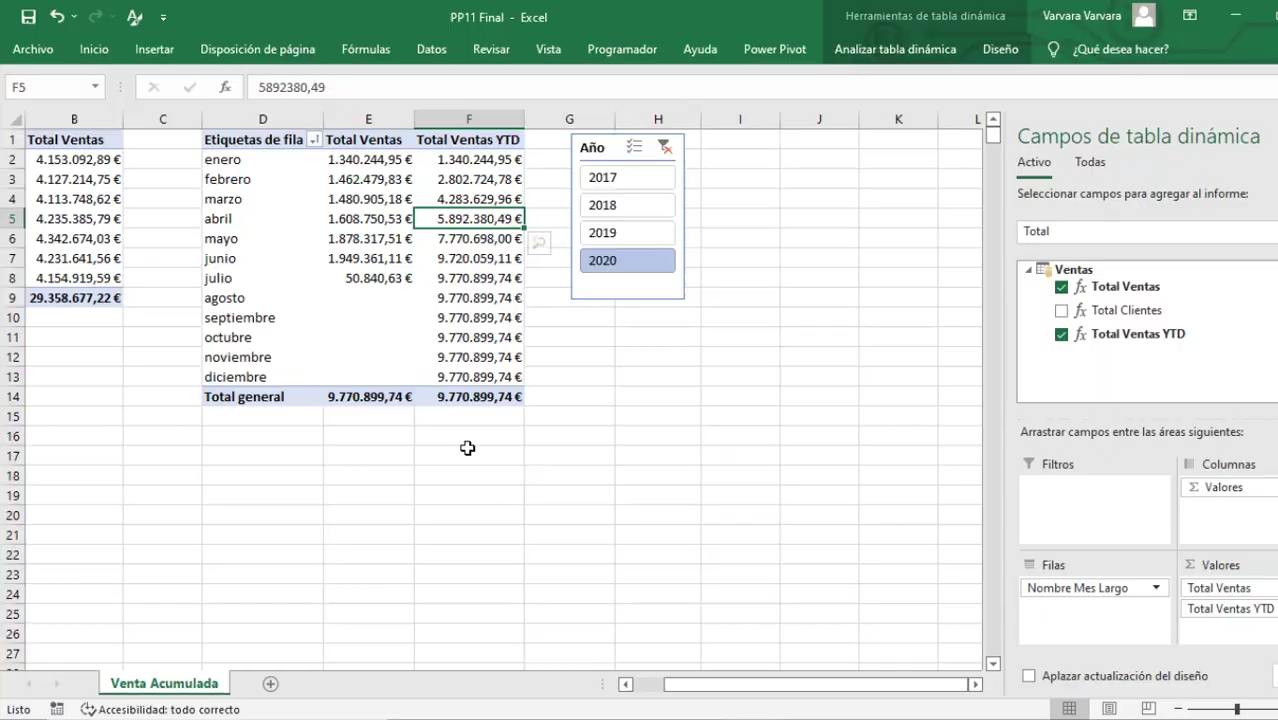 PP11 Final - Excel
Herramientas de tabla dinámica
Varvara Varvara
Archivo Inicio Insertar Disposición de página Fórmulas Datos Revisar Vista Programador Ayuda Power Pivot Analizar tabla dinámica Diseño ¿Qué desea hacer?
F5 fx 5892380,49
B C D E F G H I J K L
1 Total Ventas Etiquetas de fila Total Ventas Total Ventas YTD
2 4.153.092,89 € enero 1.340.244,95 € 1.340.244,95 €
3 4.127.214,75 € febrero 1.462.479,83 € 2.802.724,78 €
4 4.113.748,62 € marzo 1.480.905,18 € 4.283.629,96 €
5 4.235.385,79 € abril 1.608.750,53 € 5.892.380,49 €
6 4.342.674,03 € mayo 1.878.317,51 € 7.770.698,00 €
7 4.231.641,56 € junio 1.949.361,11 € 9.720.059,11 €
8 4.154.919,59 € julio 50.840,63 € 9.770.899,74 €
9 29.358.677,22 € agosto 9.770.899,74 €
10 septiembre 9.770.899,74 €
11 octubre 9.770.899,74 €
12 noviembre 9.770.899,74 €
13 diciembre 9.770.899,74 €
14 Total general 9.770.899,74 € 9.770.899,74 €
15
16
17
18
19
20
21
22
23
24
25
26
27
Año
2017
2018
2019
2020
Campos de tabla dinámica
Activo Todas
Seleccionar campos para agregar al informe:
Total
Ventas
fx Total Ventas
fx Total Clientes
fx Total Ventas YTD
Arrastrar campos entre las áreas siguientes:
Filtros
Columnas
Σ Valores
Filas
Nombre Mes Largo
Σ Valores
Total Ventas
Total Ventas YTD
Aplazar actualización del diseño
Venta Acumulada
Listo Accesibilidad: todo correcto